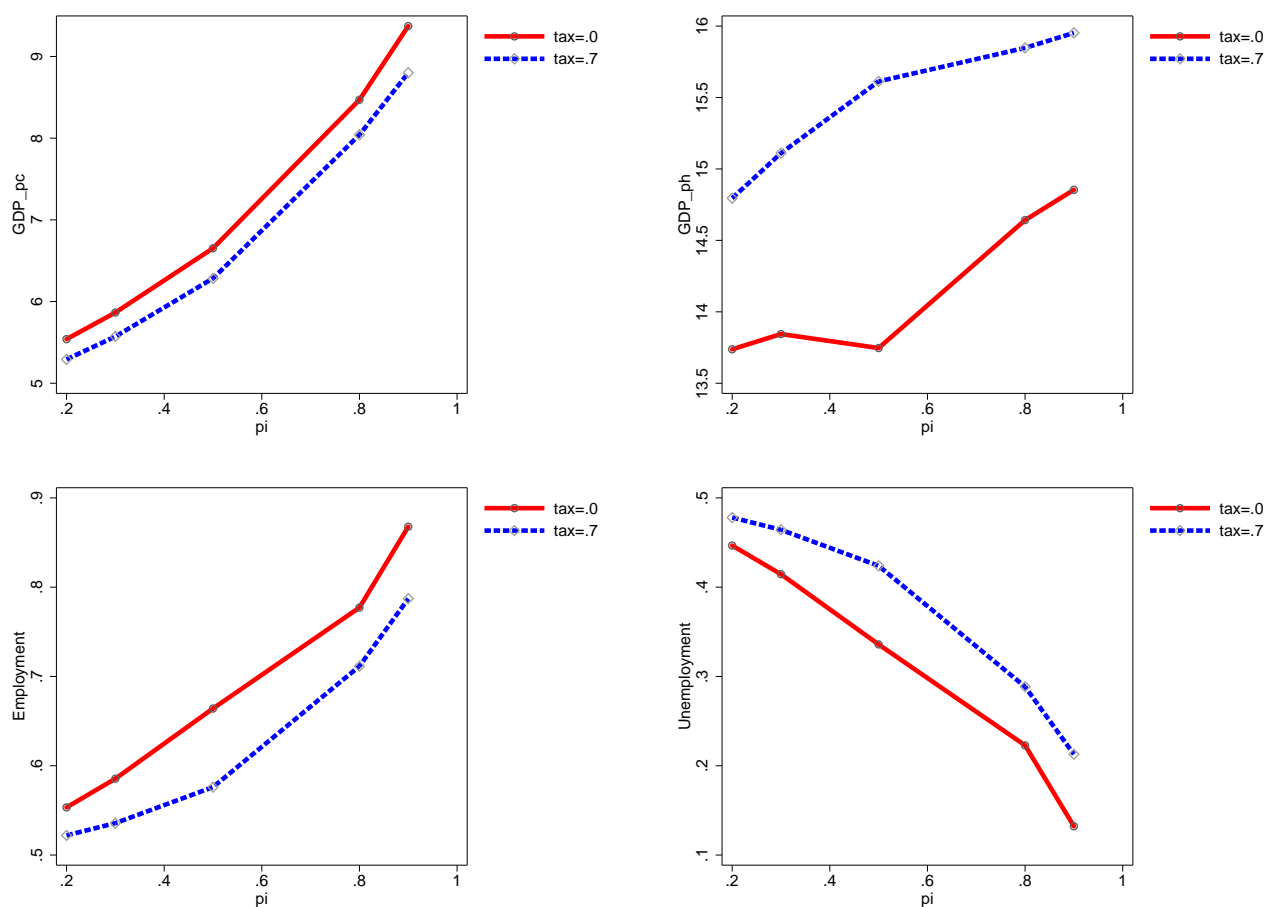 GDP_pc
9
8
7
6
5
.2 .4 .6 .8 1
pi
tax=.0
tax=.7
GDP_ph
16
15.5
15
14.5
14
13.5
.2 .4 .6 .8 1
pi
tax=.0
tax=.7
Employment
.9
.8
.7
.6
.5
.2 .4 .6 .8 1
pi
tax=.0
tax=.7
Unemployment
.5
.4
.3
.2
.1
.2 .4 .6 .8 1
pi
tax=.0
tax=.7